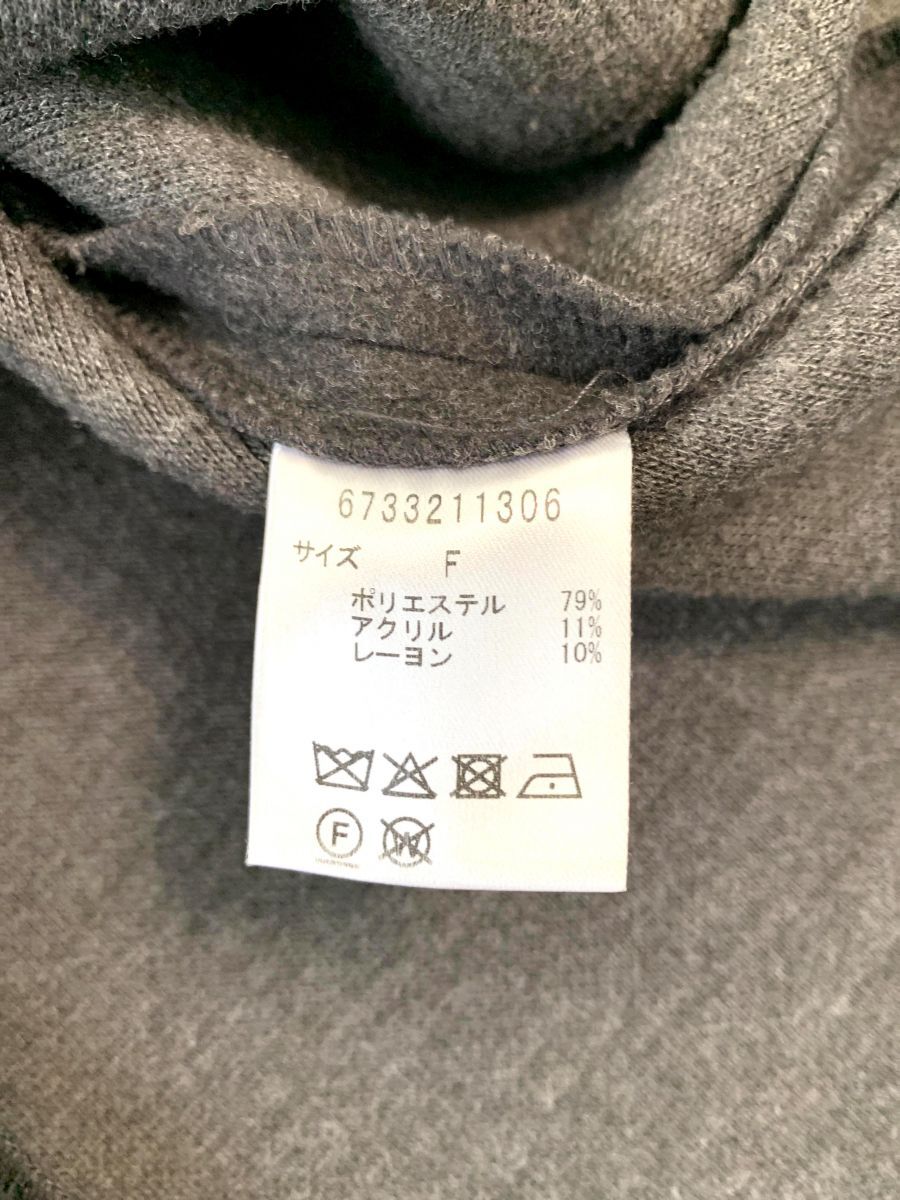 6733211306
サイズ F
ポリエステル 79%
アクリル 11%
レーヨン 10%
F
W